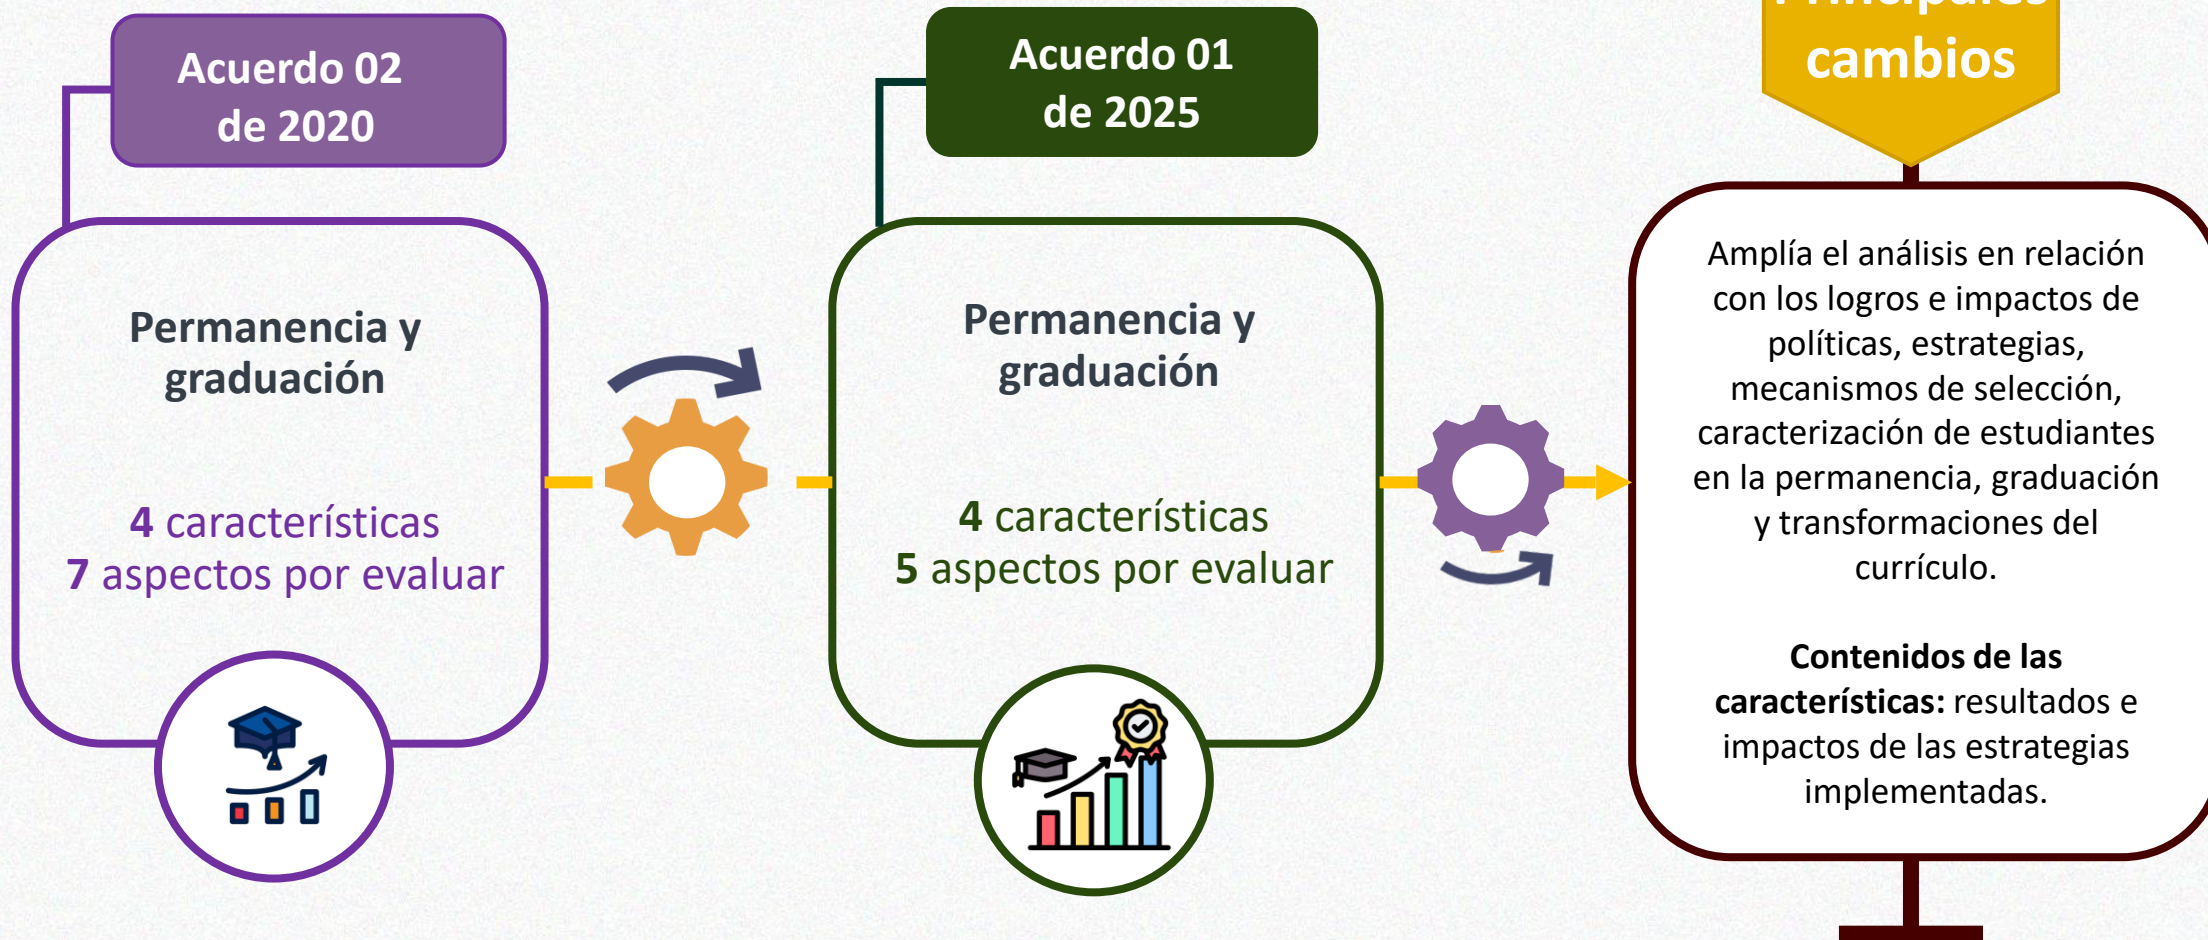 Acuerdo 02
de 2020
Permanencia y
graduación
4 características
7 aspectos por evaluar
Acuerdo 01
de 2025
Permanencia y
graduación
4 características
5 aspectos por evaluar
Principales
cambios
Amplía el análisis en relación
con los logros e impactos de
políticas, estrategias,
mecanismos de selección,
caracterización de estudiantes
en la permanencia, graduación
y transformaciones del
currículo.
Contenidos de las
características: resultados e
impactos de las estrategias
implementadas.